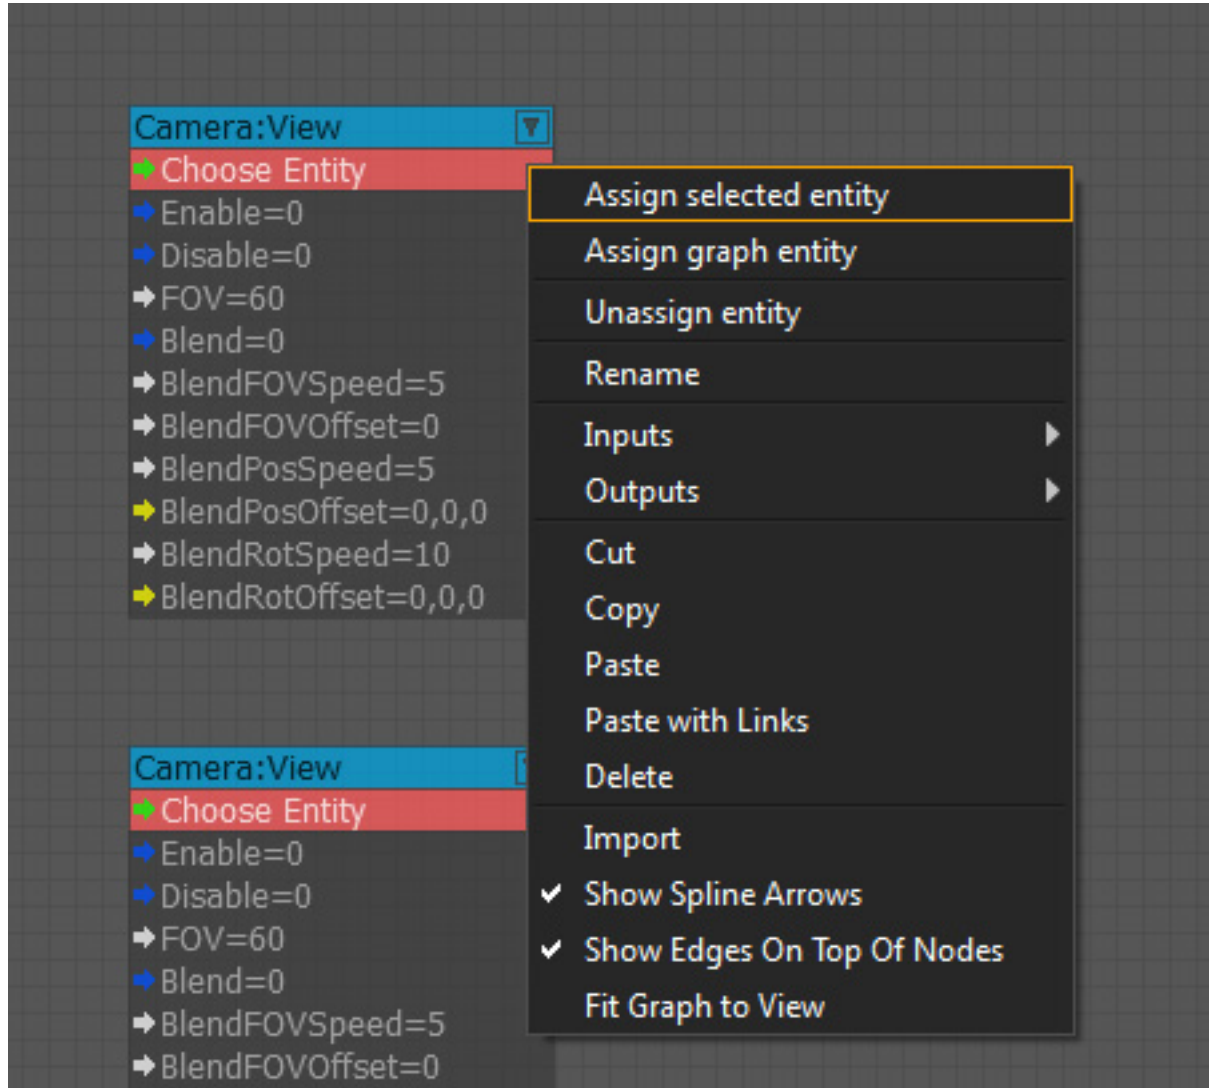 Camera:View
Choose Entity
Enable=0
Disable=0
FOV=60
Blend=0
BlendFOVSpeed=5
BlendFOVOffset=0
BlendPosSpeed=5
BlendPosOffset=0,0,0
BlendRotSpeed=10
BlendRotOffset=0,0,0
Camera:View
Choose Entity
Enable=0
Disable=0
FOV=60
Blend=0
BlendFOVSpeed=5
BlendFOVOffset=0
Assign selected entity
Assign graph entity
Unassign entity
Rename
Inputs
Outputs
Cut
Copy
Paste
Paste with Links
Delete
Import
Show Spline Arrows
Show Edges On Top Of Nodes
Fit Graph to View